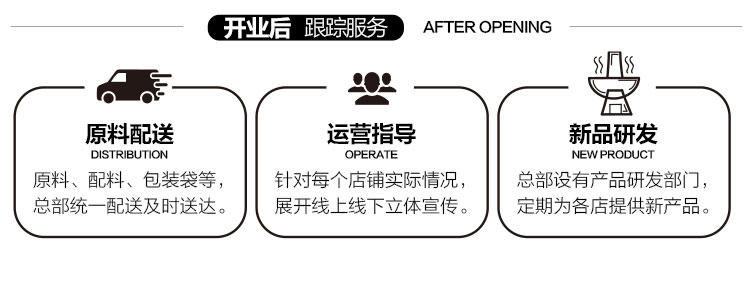 开业后 跟踪服务 AFTER OPENING
原料配送
DISTRIBUTION
原料、配料、包装袋等，
总部统一配送及时送达。
运营指导
OPERATE
针对每个店铺实际情况，
展开线上线下立体宣传。
新品研发
NEW PRODUCT
总部设有产品研发部门，
定期为各店提供新产品。